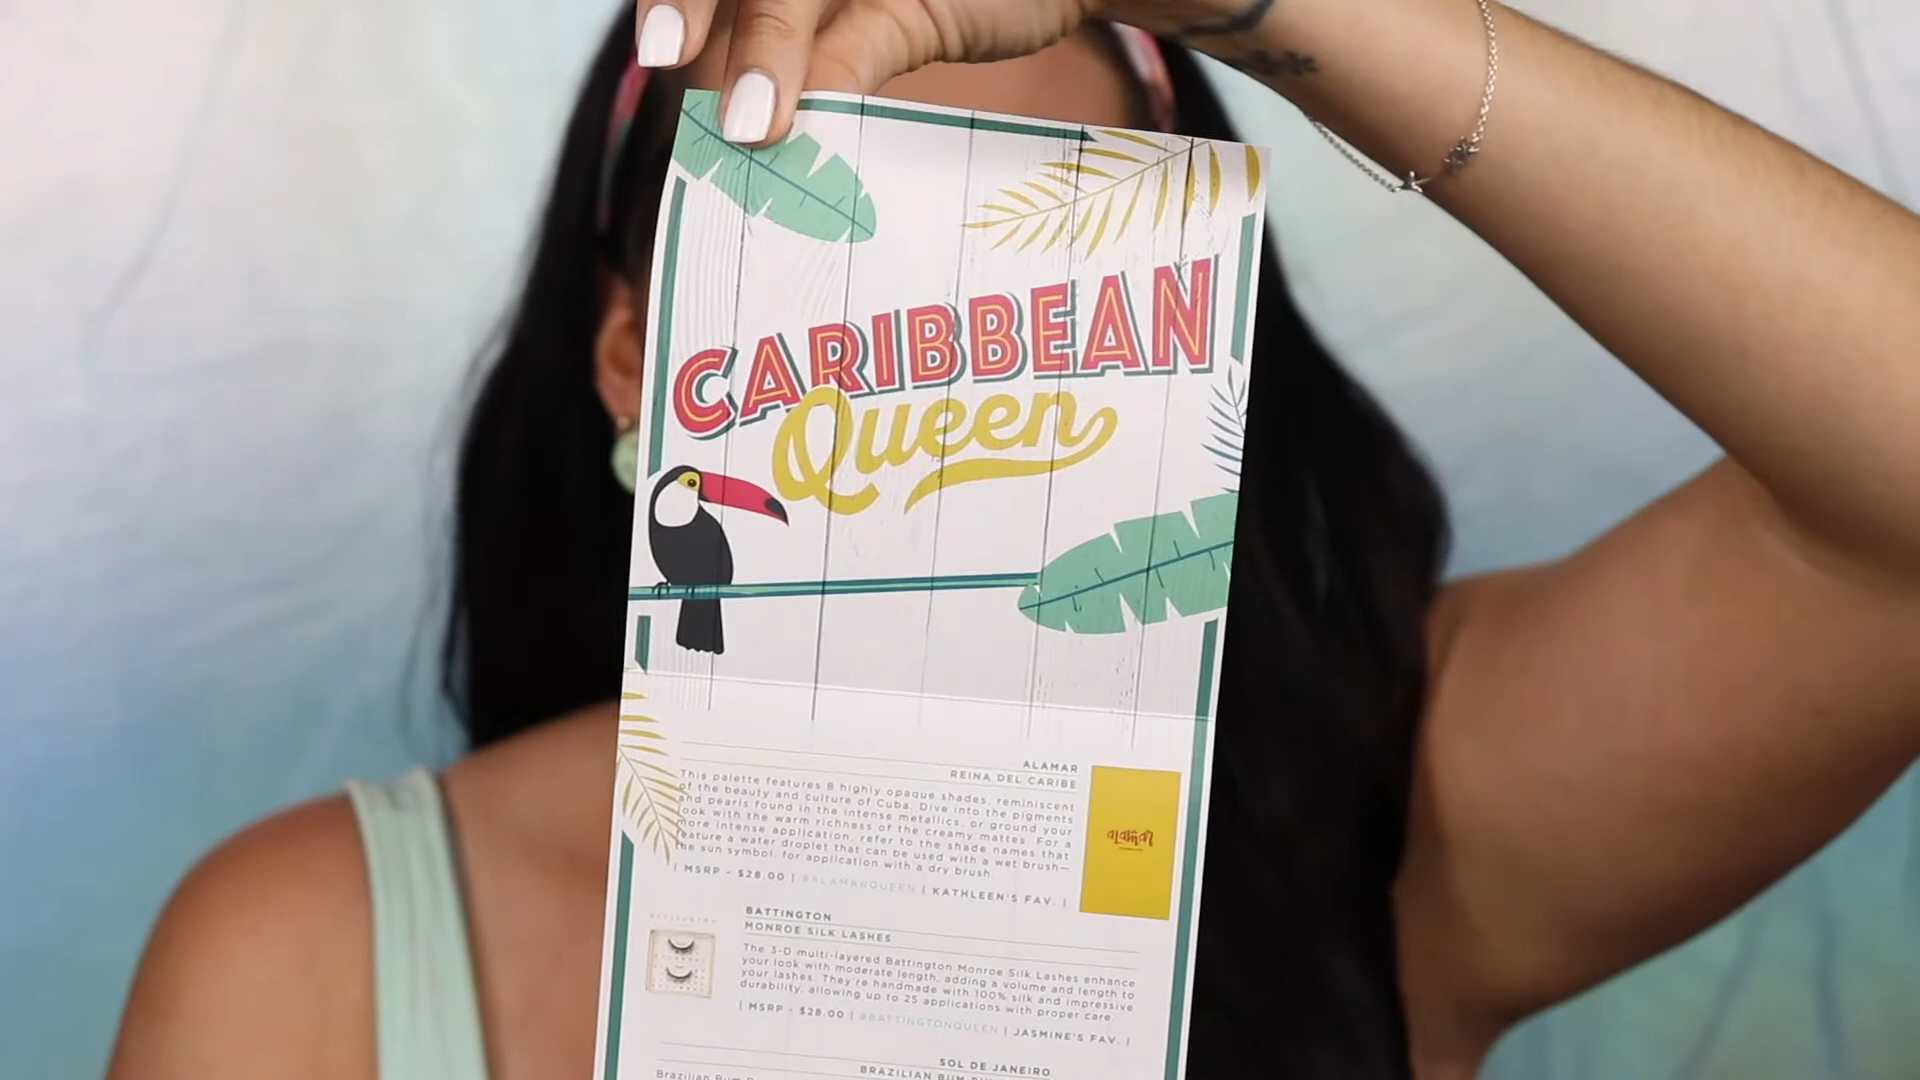 CARIBBEAN
Queen
ALAMAR
REINA DEL CARIBE
This palette features 8 highly opaque shades, reminiscent
of the beauty and culture of Cuba. Dive into the pigments
and pearls found in the intense metallics, or ground your
look with the warm richness of the creamy mattes. For a
more intense application, refer to the shade names that
feature a water droplet that can be used with a wet brush—
the sun symbol, for application with a dry brush.
| MSRP - $28.00 | #ALAMARQUEEN | KATHLEEN'S FAV. |
alamar
BATTINGTON
BATTINGTON
MONROE SILK LASHES
The 3-D multi-layered Battington Monroe Silk Lashes enhance
your look with moderate length, adding a volume and length to
your lashes. They're handmade with 100% silk and impressive
durability, allowing up to 25 applications with proper care.
| MSRP - $28.00 | #BATTINGTONQUEEN | JASMINE'S FAV. |
SOL DE JANEIRO
BRAZILIAN BUM
Brazilian Bum